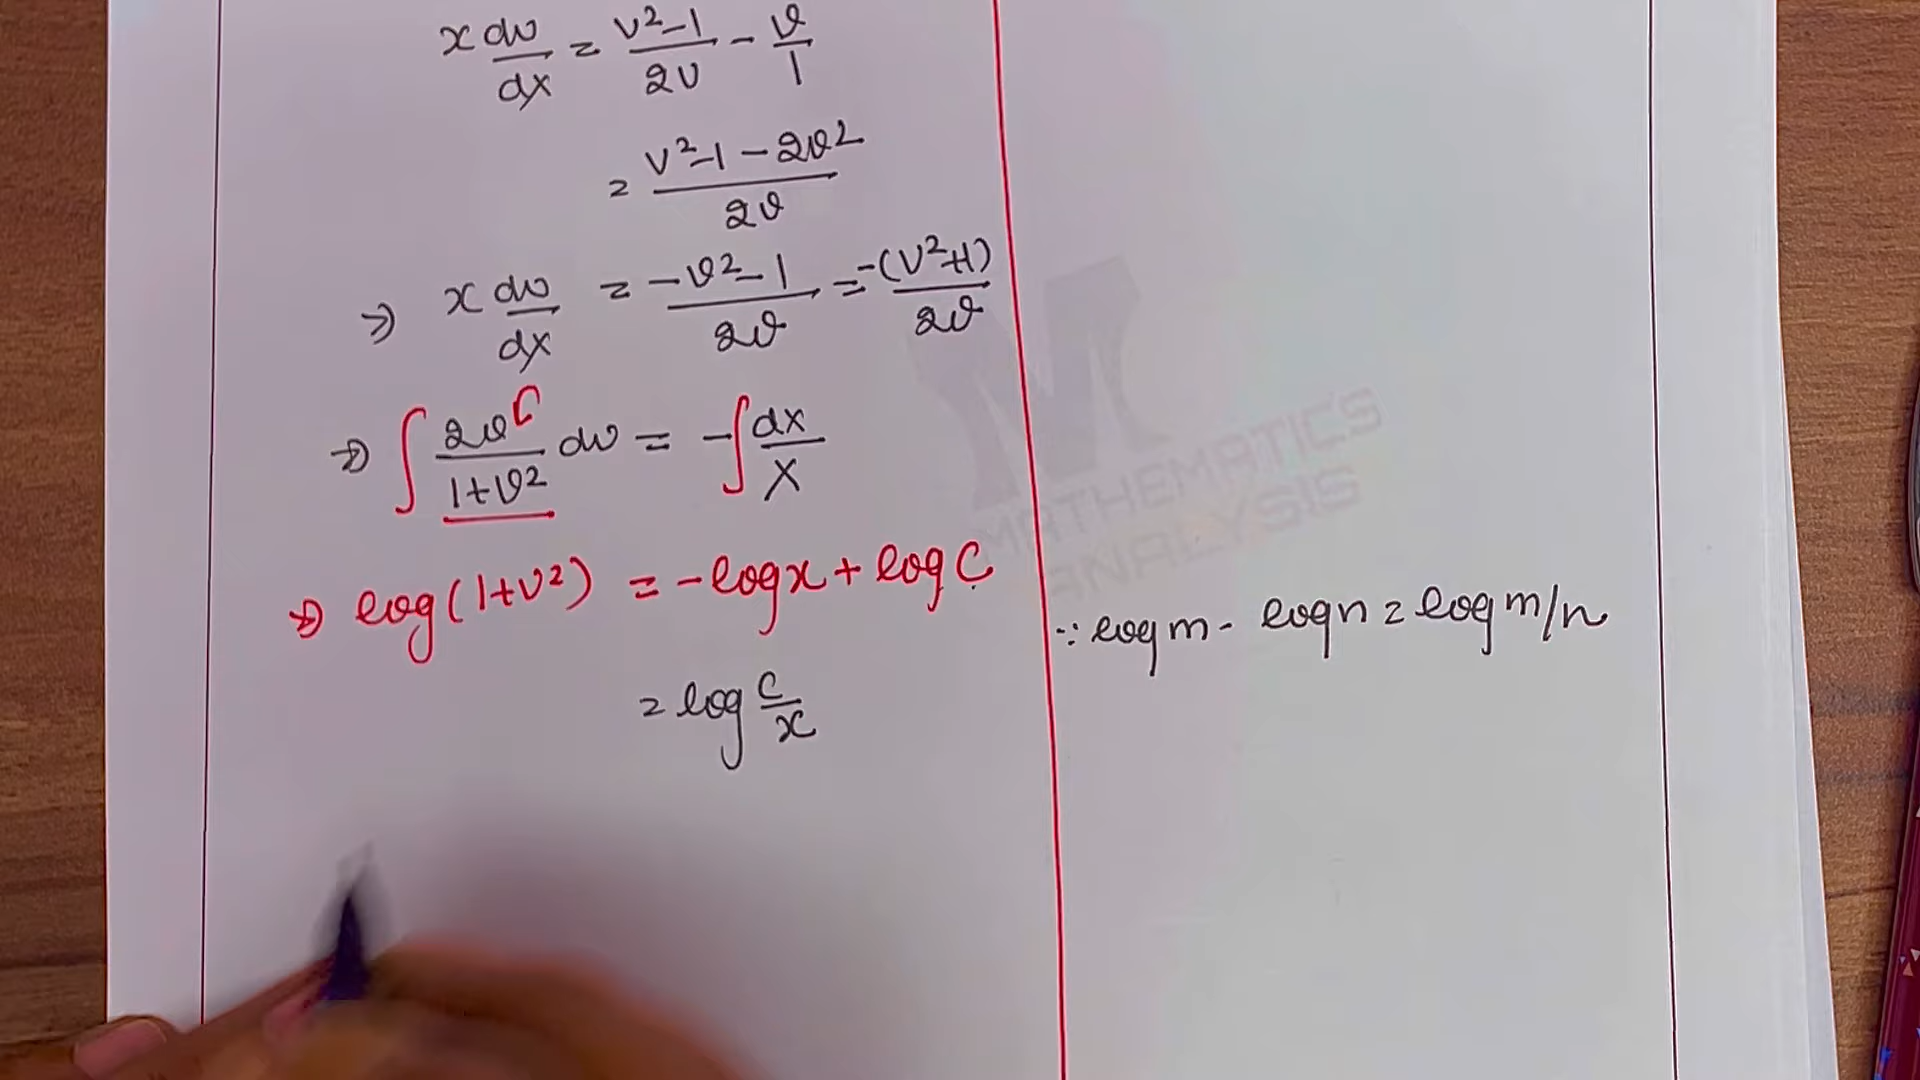 x dv/dx = v²-1/2v - v/1
= v²-1-2v²/2v
⇒ x dv/dx = -v²-1/2v = -(v²+1)/2v
⇒ ∫ 2v/1+v² dv = -∫ dx/x
⇒ log(1+v²) = -logx + log C
∵ log m - log n = log m/n
= log c/x
MATHEMATICS
ANALYSIS